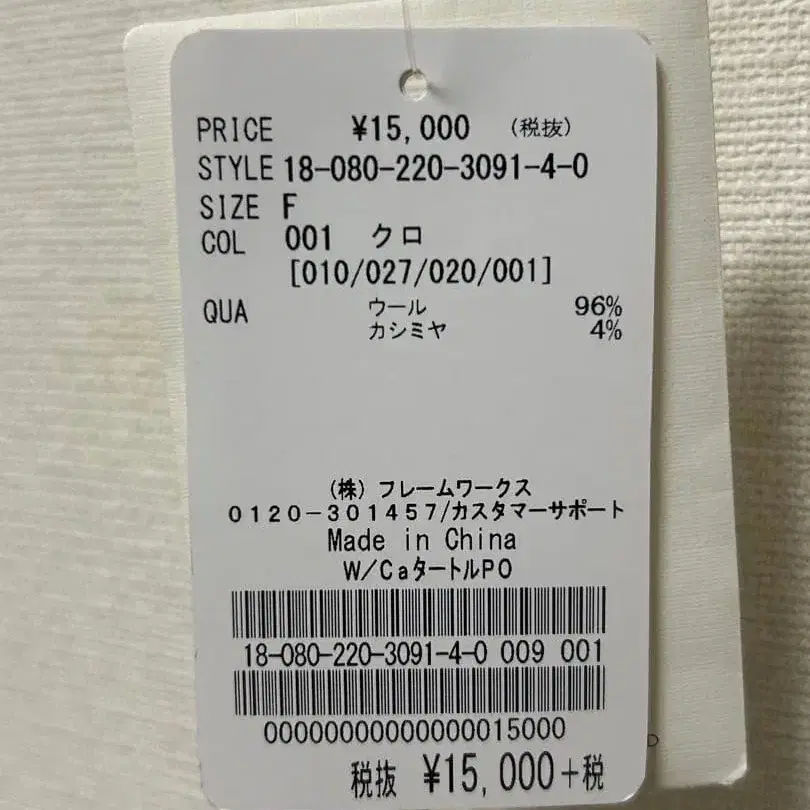 PRICE ¥15,000 (税抜)
STYLE 18-080-220-3091-4-0
SIZE F
COL 001 クロ
[010/027/020/001]
QUA ウール 96%
カシミヤ 4%
(株) フレームワークス
0120-301457/カスタマーサポート
Made in China
W/CaタートルPO
18-080-220-3091-4-0 009 001
00000000000000015000
税抜 ¥15,000+税